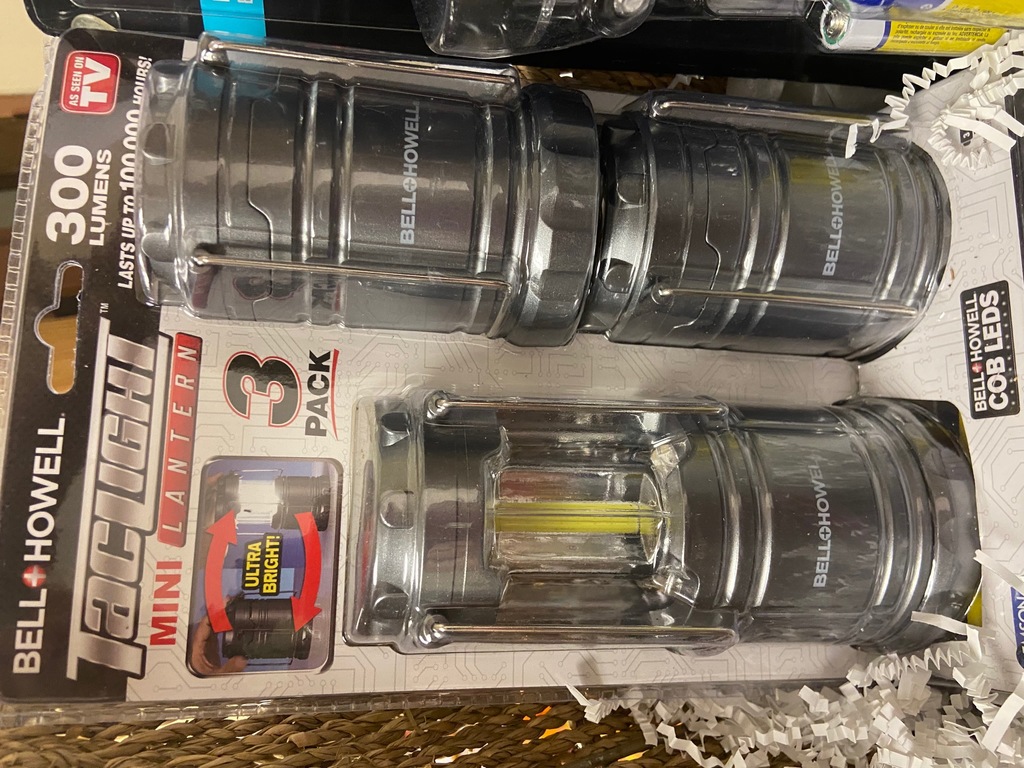 AS SEEN ON
TV
300
LUMENS
LASTS UP TO 100,000 HOURS!
BELL+HOWELL
TACLIGHT™
MINI LANTERN
3
PACK
ULTRA
BRIGHT!
BELL+HOWELL
BELL+HOWELL
BELL+HOWELL
BELL+HOWELL
COB LEDS